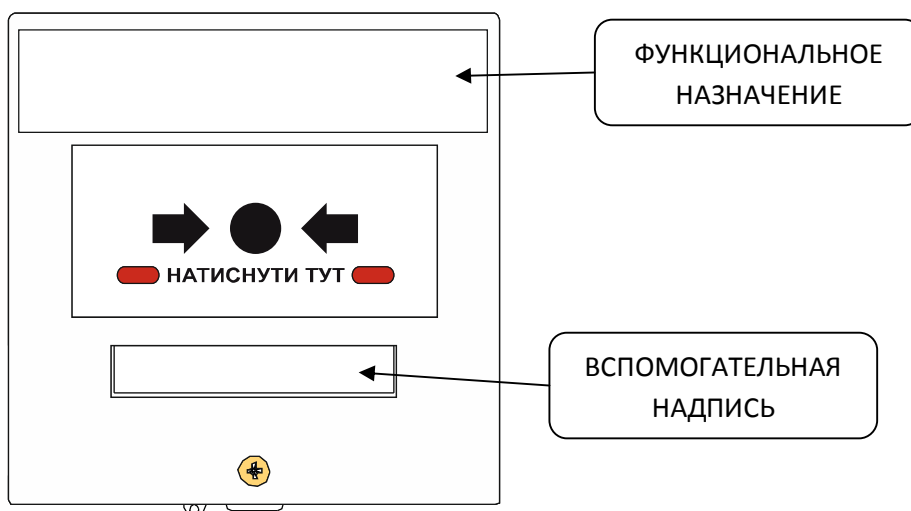 ФУНКЦИОНАЛЬНОЕ
НАЗНАЧЕНИЕ
НАТИСНУТИ ТУТ
ВСПОМОГАТЕЛЬНАЯ
НАДПИСЬ